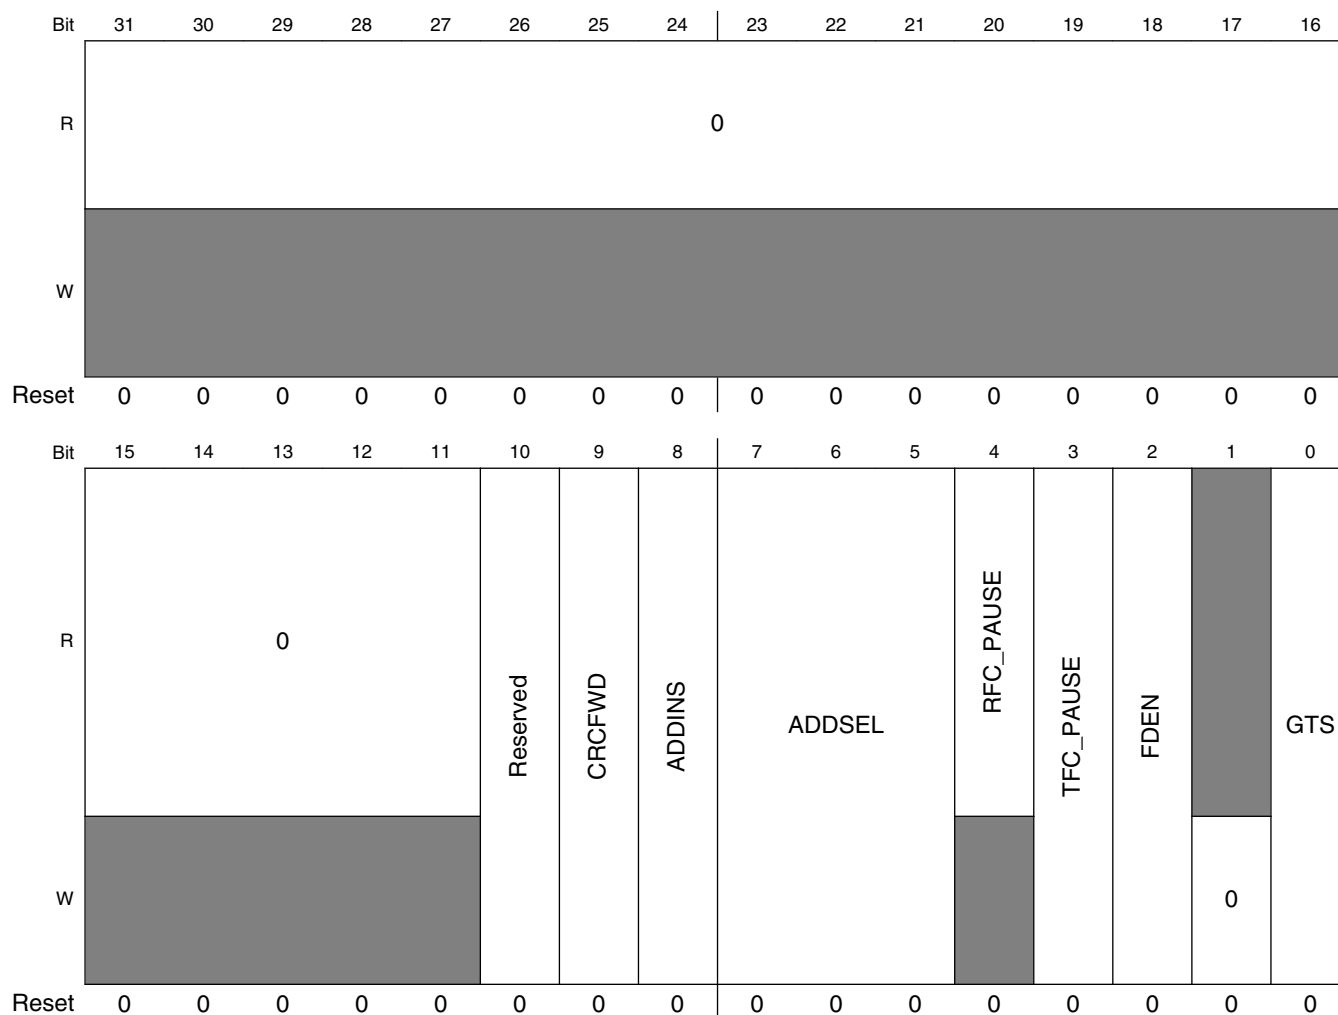 Bit 31 30 29 28 27 26 25 24 23 22 21 20 19 18 17 16
R 0
W
Reset 0 0 0 0 0 0 0 0 0 0 0 0 0 0 0 0
Bit 15 14 13 12 11 10 9 8 7 6 5 4 3 2 1 0
R 0 Reserved CRCFWD ADDINS ADDSEL RFC_PAUSE TFC_PAUSE FDEN GTS
W 0
Reset 0 0 0 0 0 0 0 0 0 0 0 0 0 0 0 0